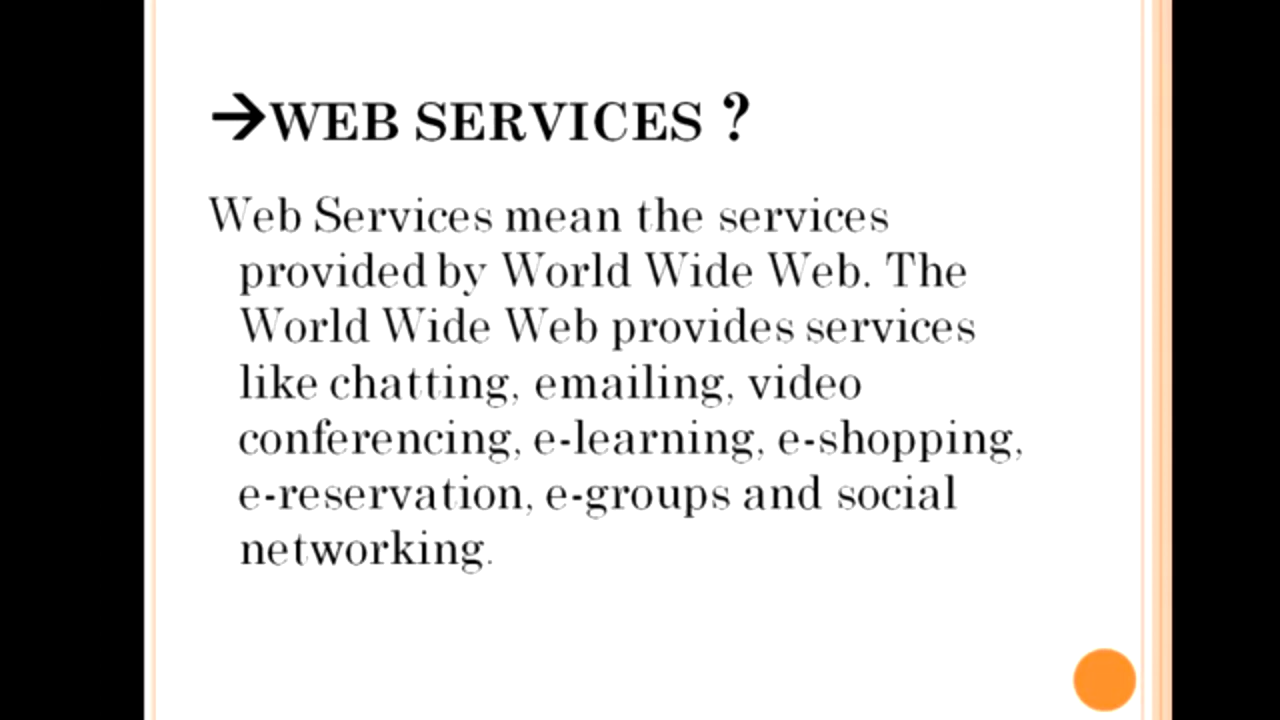 →WEB SERVICES ?
Web Services mean the services
provided by World Wide Web. The
World Wide Web provides services
like chatting, emailing, video
conferencing, e-learning, e-shopping,
e-reservation, e-groups and social
networking.